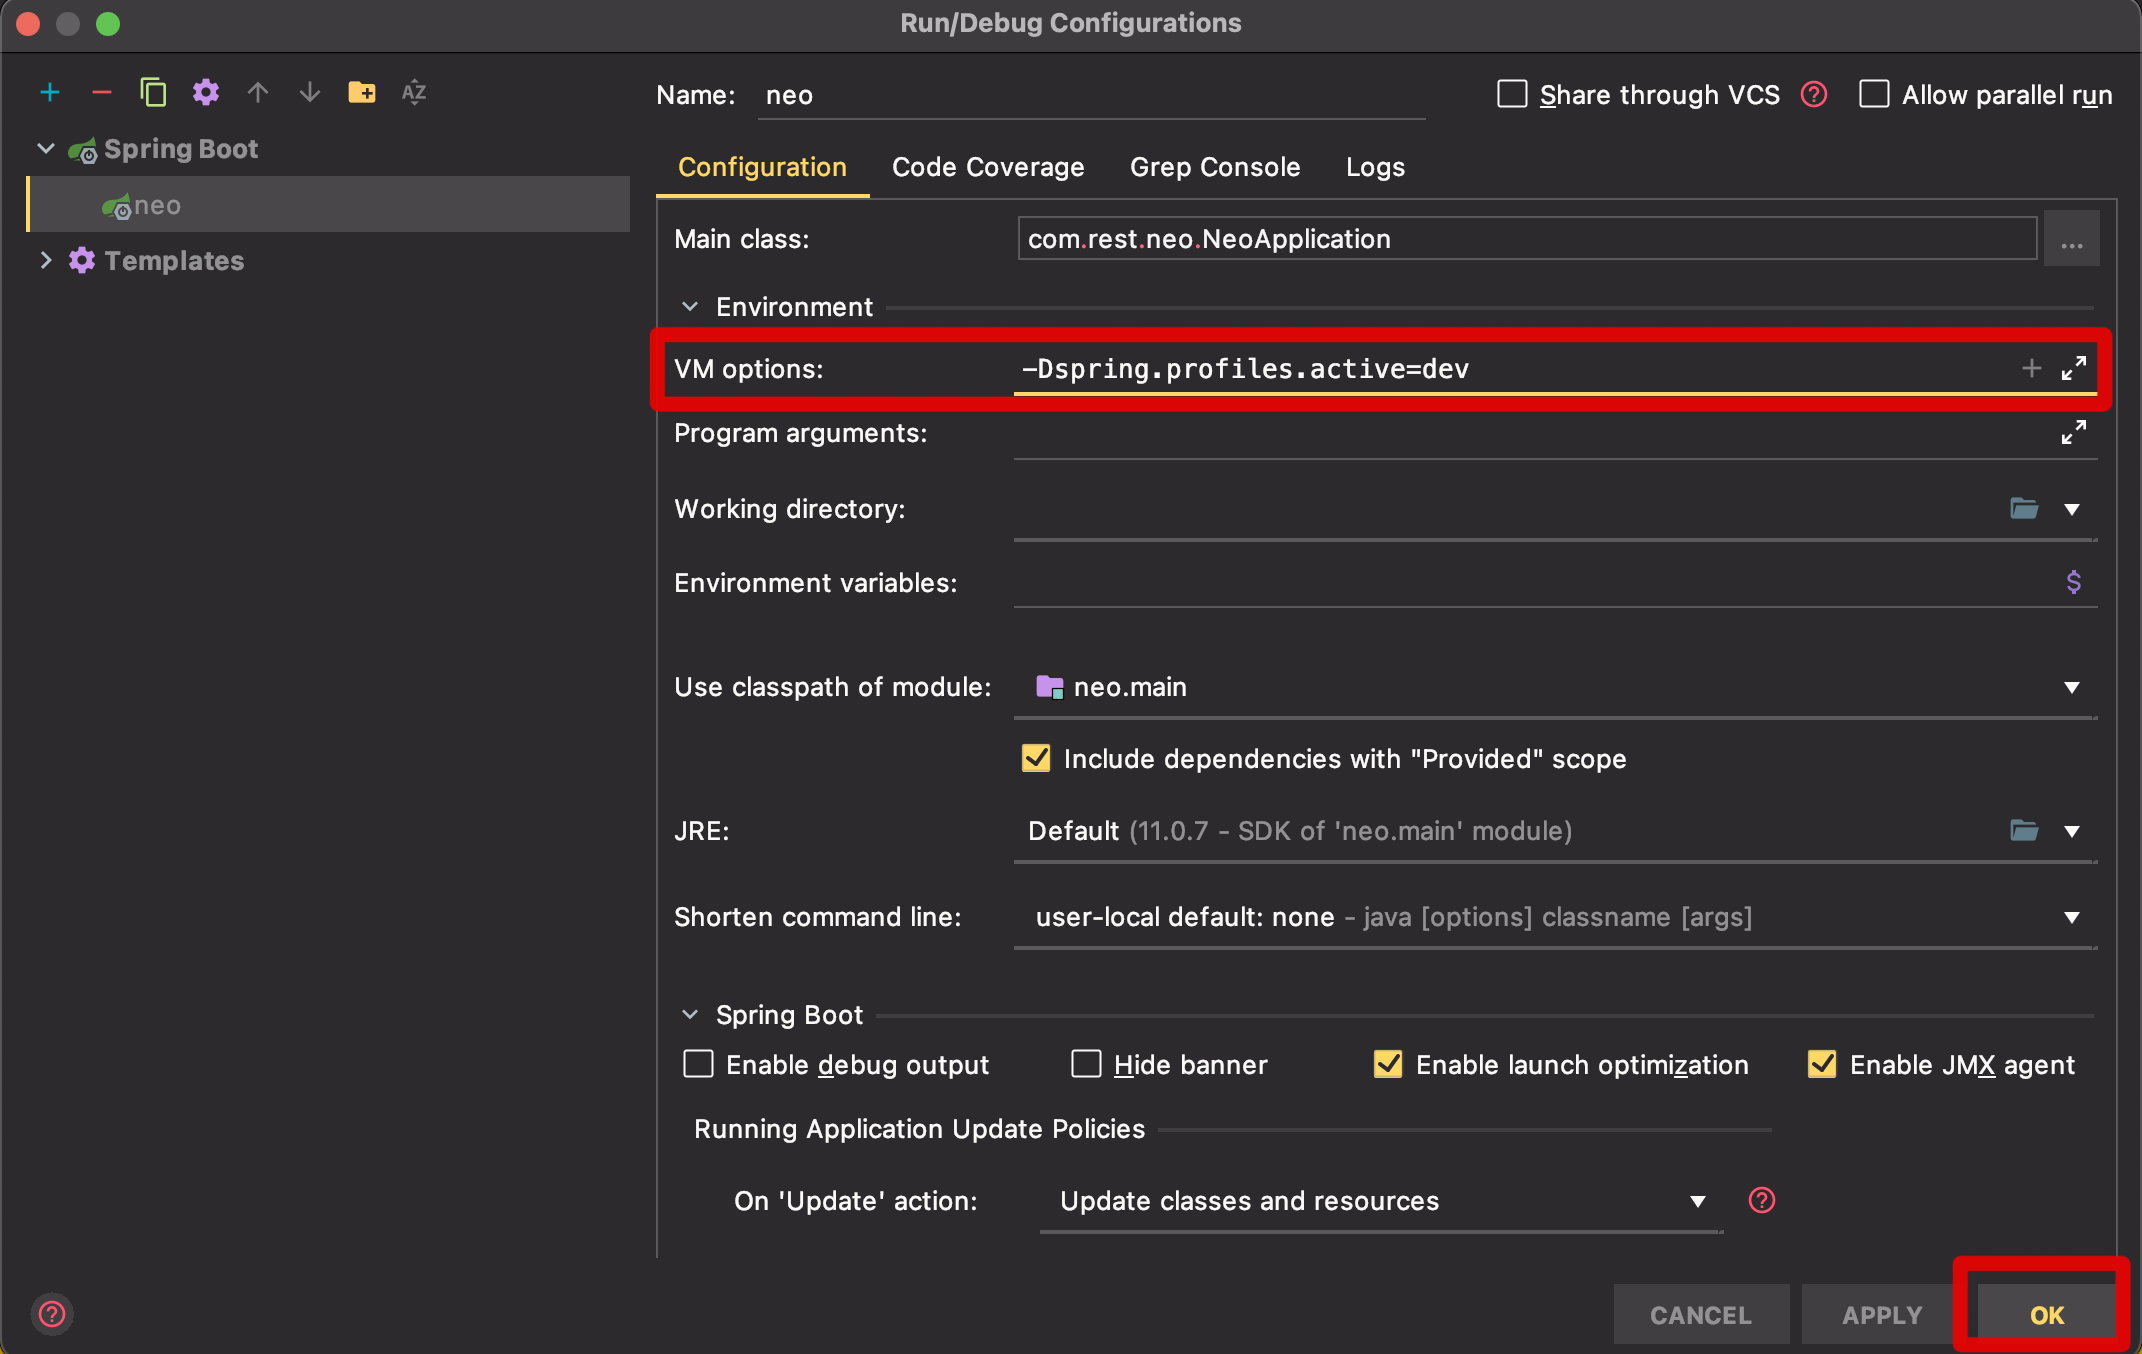 Run/Debug Configurations
AZ
Name: neo
Share through VCS ?
Allow parallel run
Spring Boot
neo
Templates
Configuration Code Coverage Grep Console Logs
Main class: com.rest.neo.NeoApplication ...
Environment
VM options: -Dspring.profiles.active=dev +
Program arguments:
Working directory:
Environment variables: $
Use classpath of module: neo.main
Include dependencies with "Provided" scope
JRE: Default (11.0.7 - SDK of 'neo.main' module)
Shorten command line: user-local default: none - java [options] classname [args]
Spring Boot
Enable debug output Hide banner Enable launch optimization Enable JMX agent
Running Application Update Policies
On 'Update' action: Update classes and resources ?
? CANCEL APPLY OK